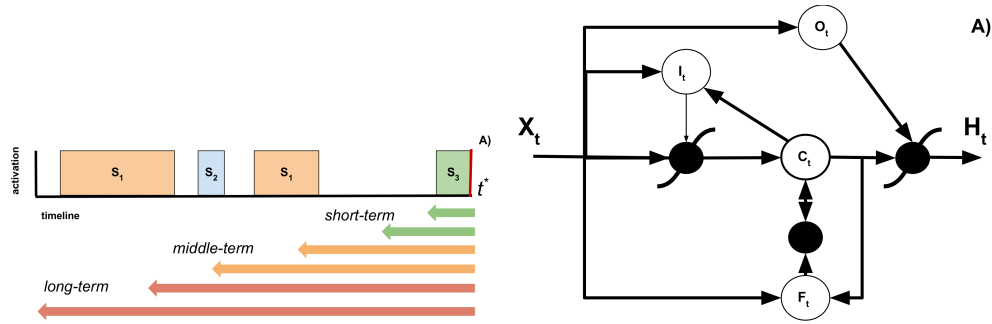 activation
S1
S2
S1
S3
A)
t*
timeline
short-term
middle-term
long-term
A)
Ot
It
Xt
Ct
Ht
Ft